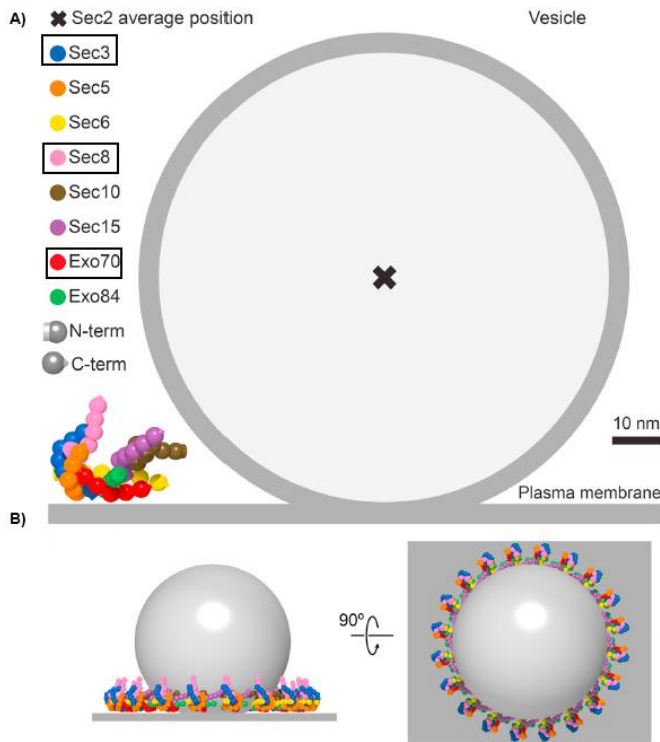 A) Sec2 average position Vesicle
Sec3
Sec5
Sec6
Sec8
Sec10
Sec15
Exo70
Exo84
N-term
C-term
10 nm
Plasma membrane
B)
90º